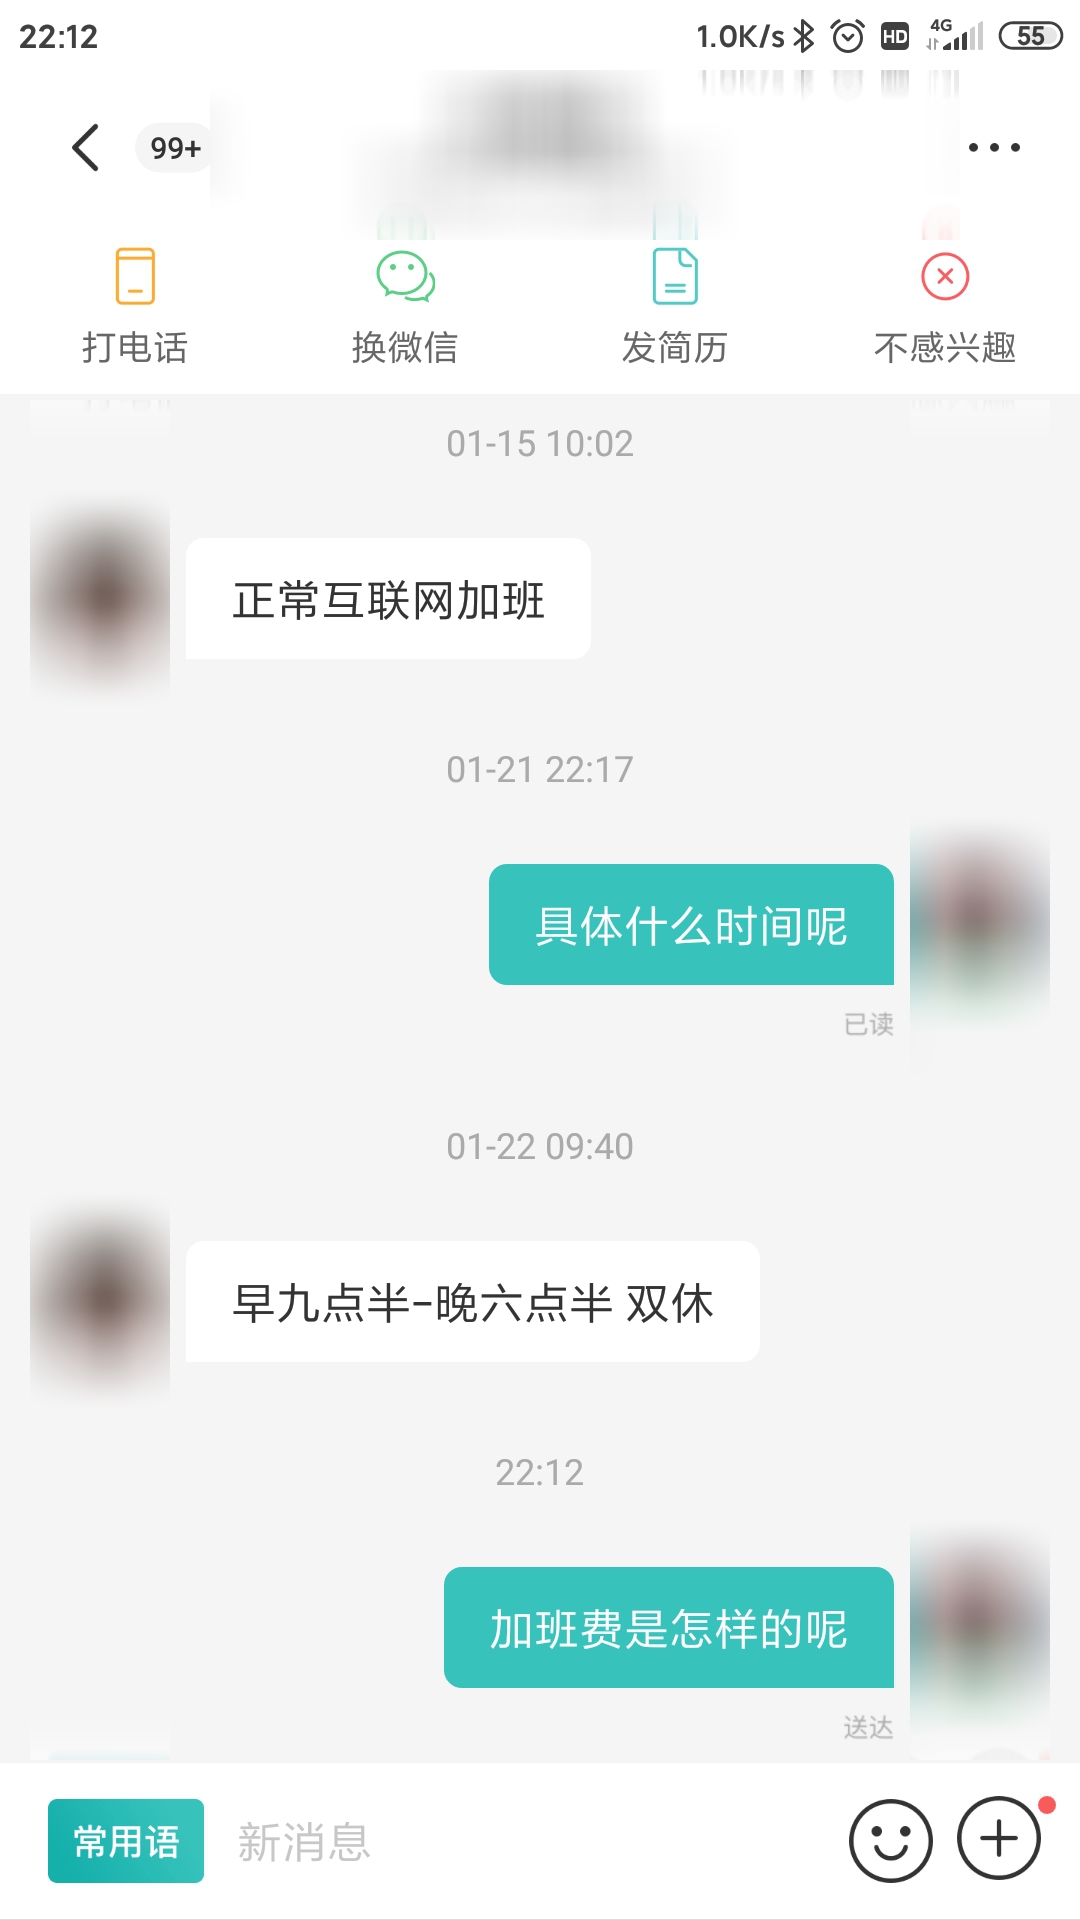 22:12 1.0K/s HD 4G 55
99+
打电话 换微信 发简历 不感兴趣
01-15 10:02
正常互联网加班
01-21 22:17
具体什么时间呢
已读
01-22 09:40
早九点半-晚六点半 双休
22:12
加班费是怎样的呢
送达
常用语 新消息